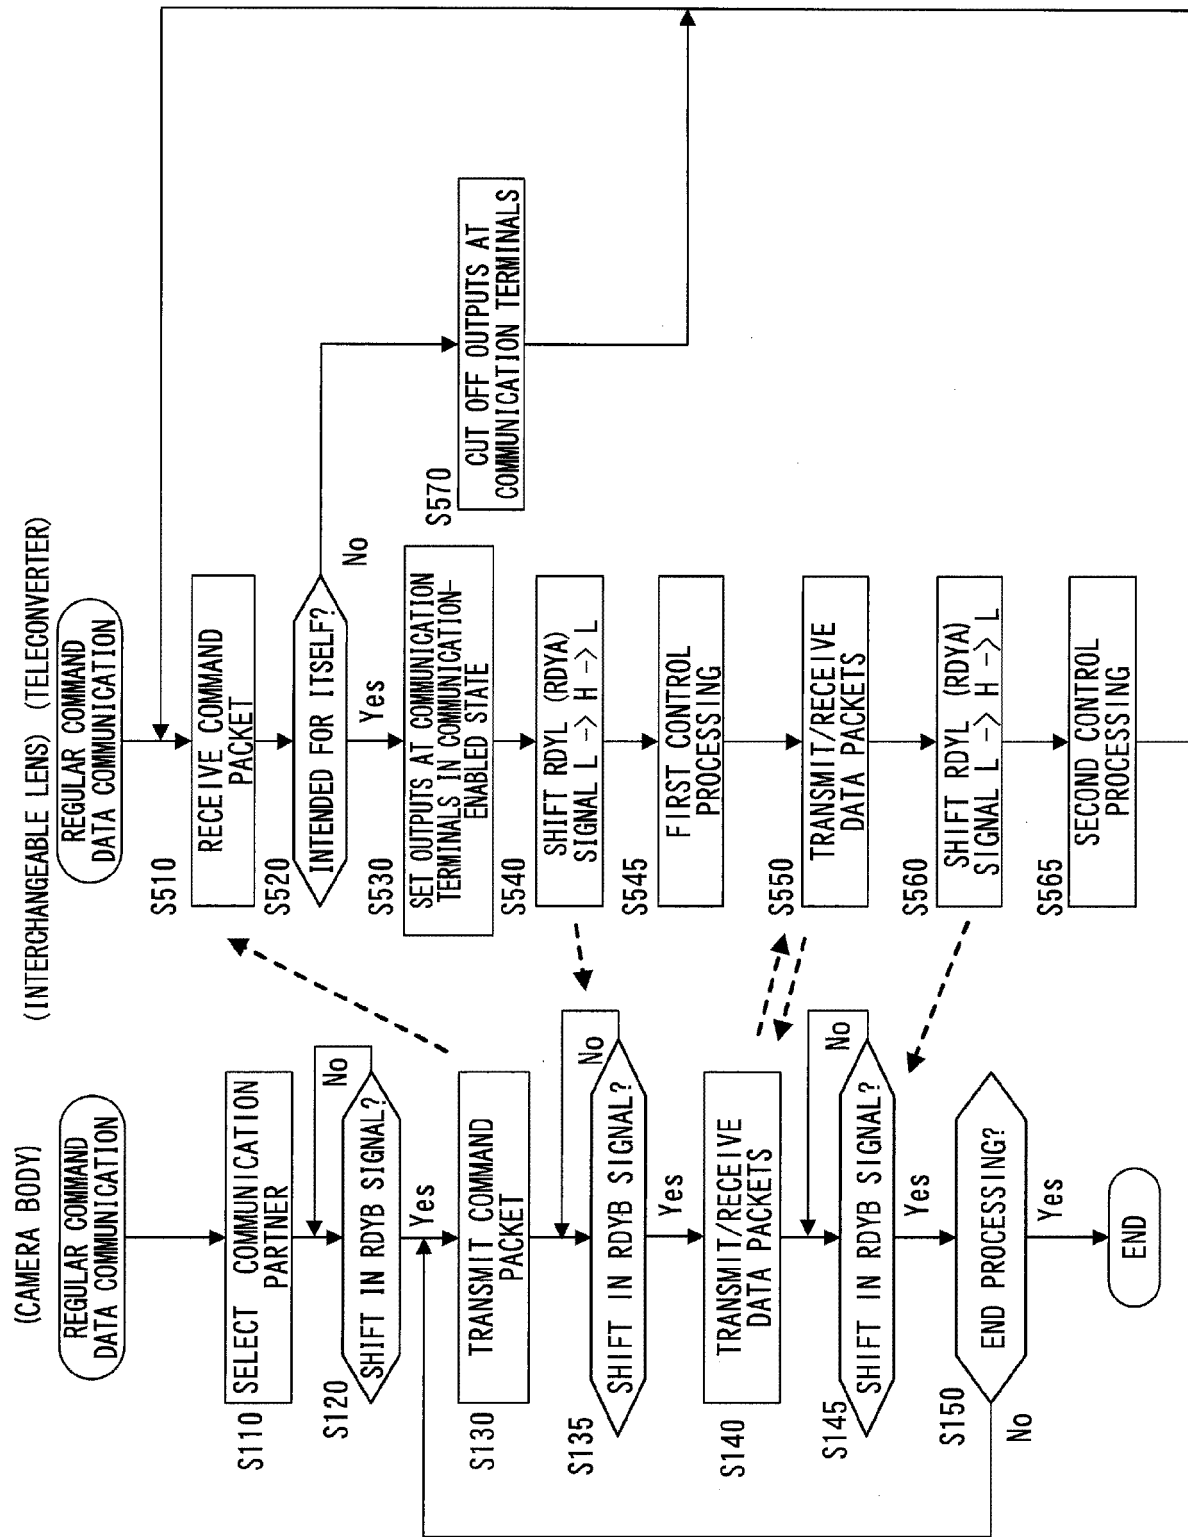 (CAMERA BODY)
REGULAR COMMAND
DATA COMMUNICATION
S110
SELECT COMMUNICATION
PARTNER
S120
SHIFT IN RDYB SIGNAL?
No
Yes
S130
TRANSMIT COMMAND
PACKET
S135
SHIFT IN RDYB SIGNAL?
No
Yes
S140
TRANSMIT/RECEIVE
DATA PACKETS
S145
SHIFT IN RDYB SIGNAL?
No
Yes
S150
END PROCESSING?
No
Yes
END
(INTERCHANGEABLE LENS) (TELECONVERTER)
REGULAR COMMAND
DATA COMMUNICATION
S510
RECEIVE COMMAND
PACKET
S520
INTENDED FOR ITSELF?
No
Yes
S530
SET OUTPUTS AT COMMUNICATION
TERMINALS IN COMMUNICATION-
ENABLED STATE
S540
SHIFT RDYL (RDYA)
SIGNAL L -> H -> L
S545
FIRST CONTROL
PROCESSING
S550
TRANSMIT/RECEIVE
DATA PACKETS
S560
SHIFT RDYL (RDYA)
SIGNAL L -> H -> L
S565
SECOND CONTROL
PROCESSING
S570
CUT OFF OUTPUTS AT
COMMUNICATION TERMINALS